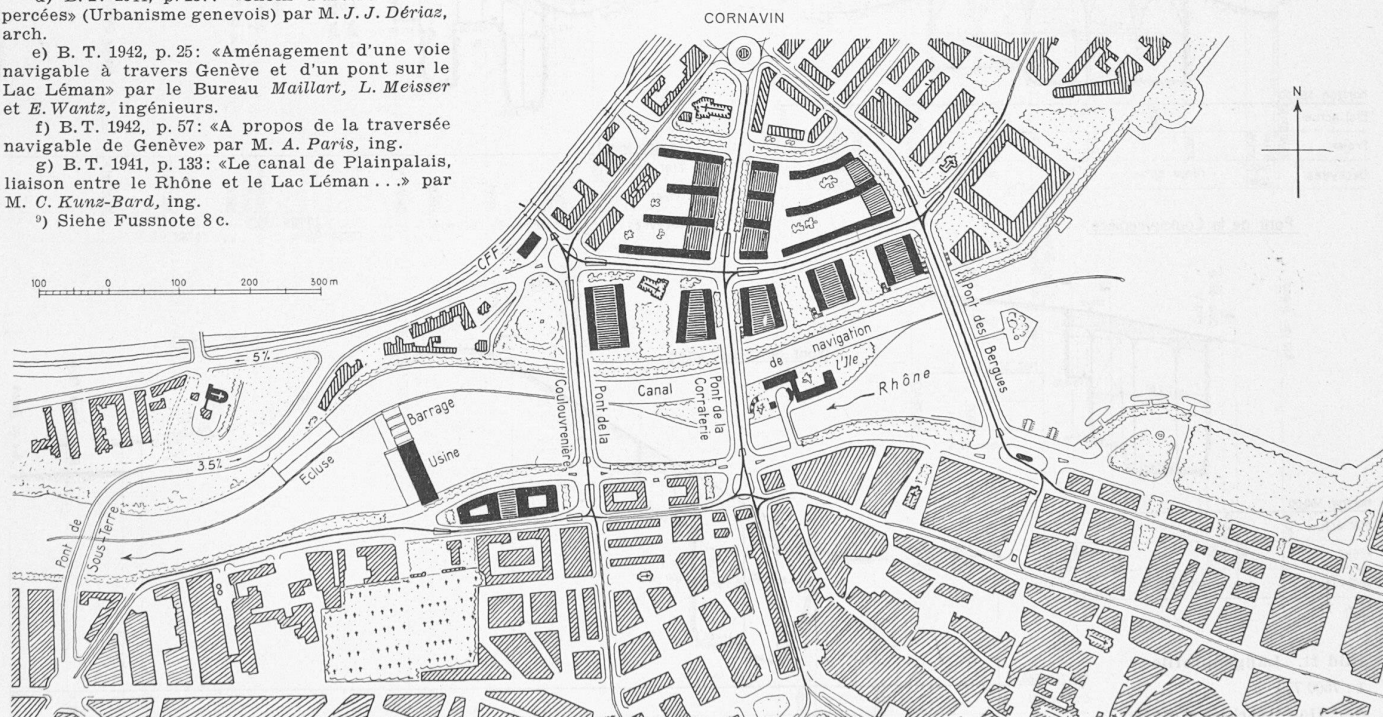 percées» (Urbanisme genevois) par M. J. J. Dériaz,
arch.
e) B. T. 1942, p. 25: «Aménagement d'une voie
navigable à travers Genève et d'un pont sur le
Lac Léman» par le Bureau Maillart, L. Meisser
et E. Wantz, ingénieurs.
f) B. T. 1942, p. 57: «A propos de la traversée
navigable de Genève» par M. A. Paris, ing.
g) B. T. 1941, p. 133: «Le canal de Plainpalais,
liaison entre le Rhône et le Lac Léman . . .» par
M. C. Kunz-Bard, ing.
⁹) Siehe Fussnote 8 c.
CORNAVIN
N
CFF
100 0 100 200 300 m
5%
Pont des
Bergues
de navigation
l'Ile
Rhône
Canal
Pont de la
Corraterie
Pont de la
Coulouvrenière
Barrage
Usine
Ecluse
3.5%
Pont de
Sous-Terre